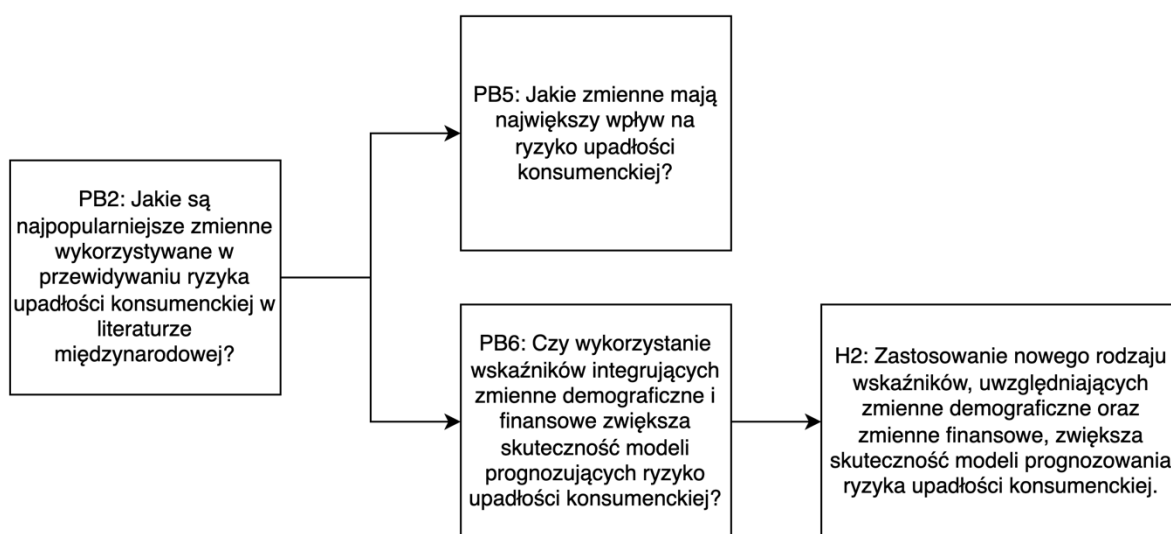 PB5: Jakie zmienne mają
największy wpływ na
ryzyko upadłości
konsumenckiej?
PB2: Jakie są
najpopularniejsze zmienne
wykorzystywane w
przewidywaniu ryzyka
upadłości konsumenckiej w
literaturze
międzynarodowej?
PB6: Czy wykorzystanie
wskaźników integrujących
zmienne demograficzne i
finansowe zwiększa
skuteczność modeli
prognozujących ryzyko
upadłości konsumenckiej?
H2: Zastosowanie nowego rodzaju
wskaźników, uwzględniających
zmienne demograficzne oraz
zmienne finansowe, zwiększa
skuteczność modeli prognozowania
ryzyka upadłości konsumenckiej.